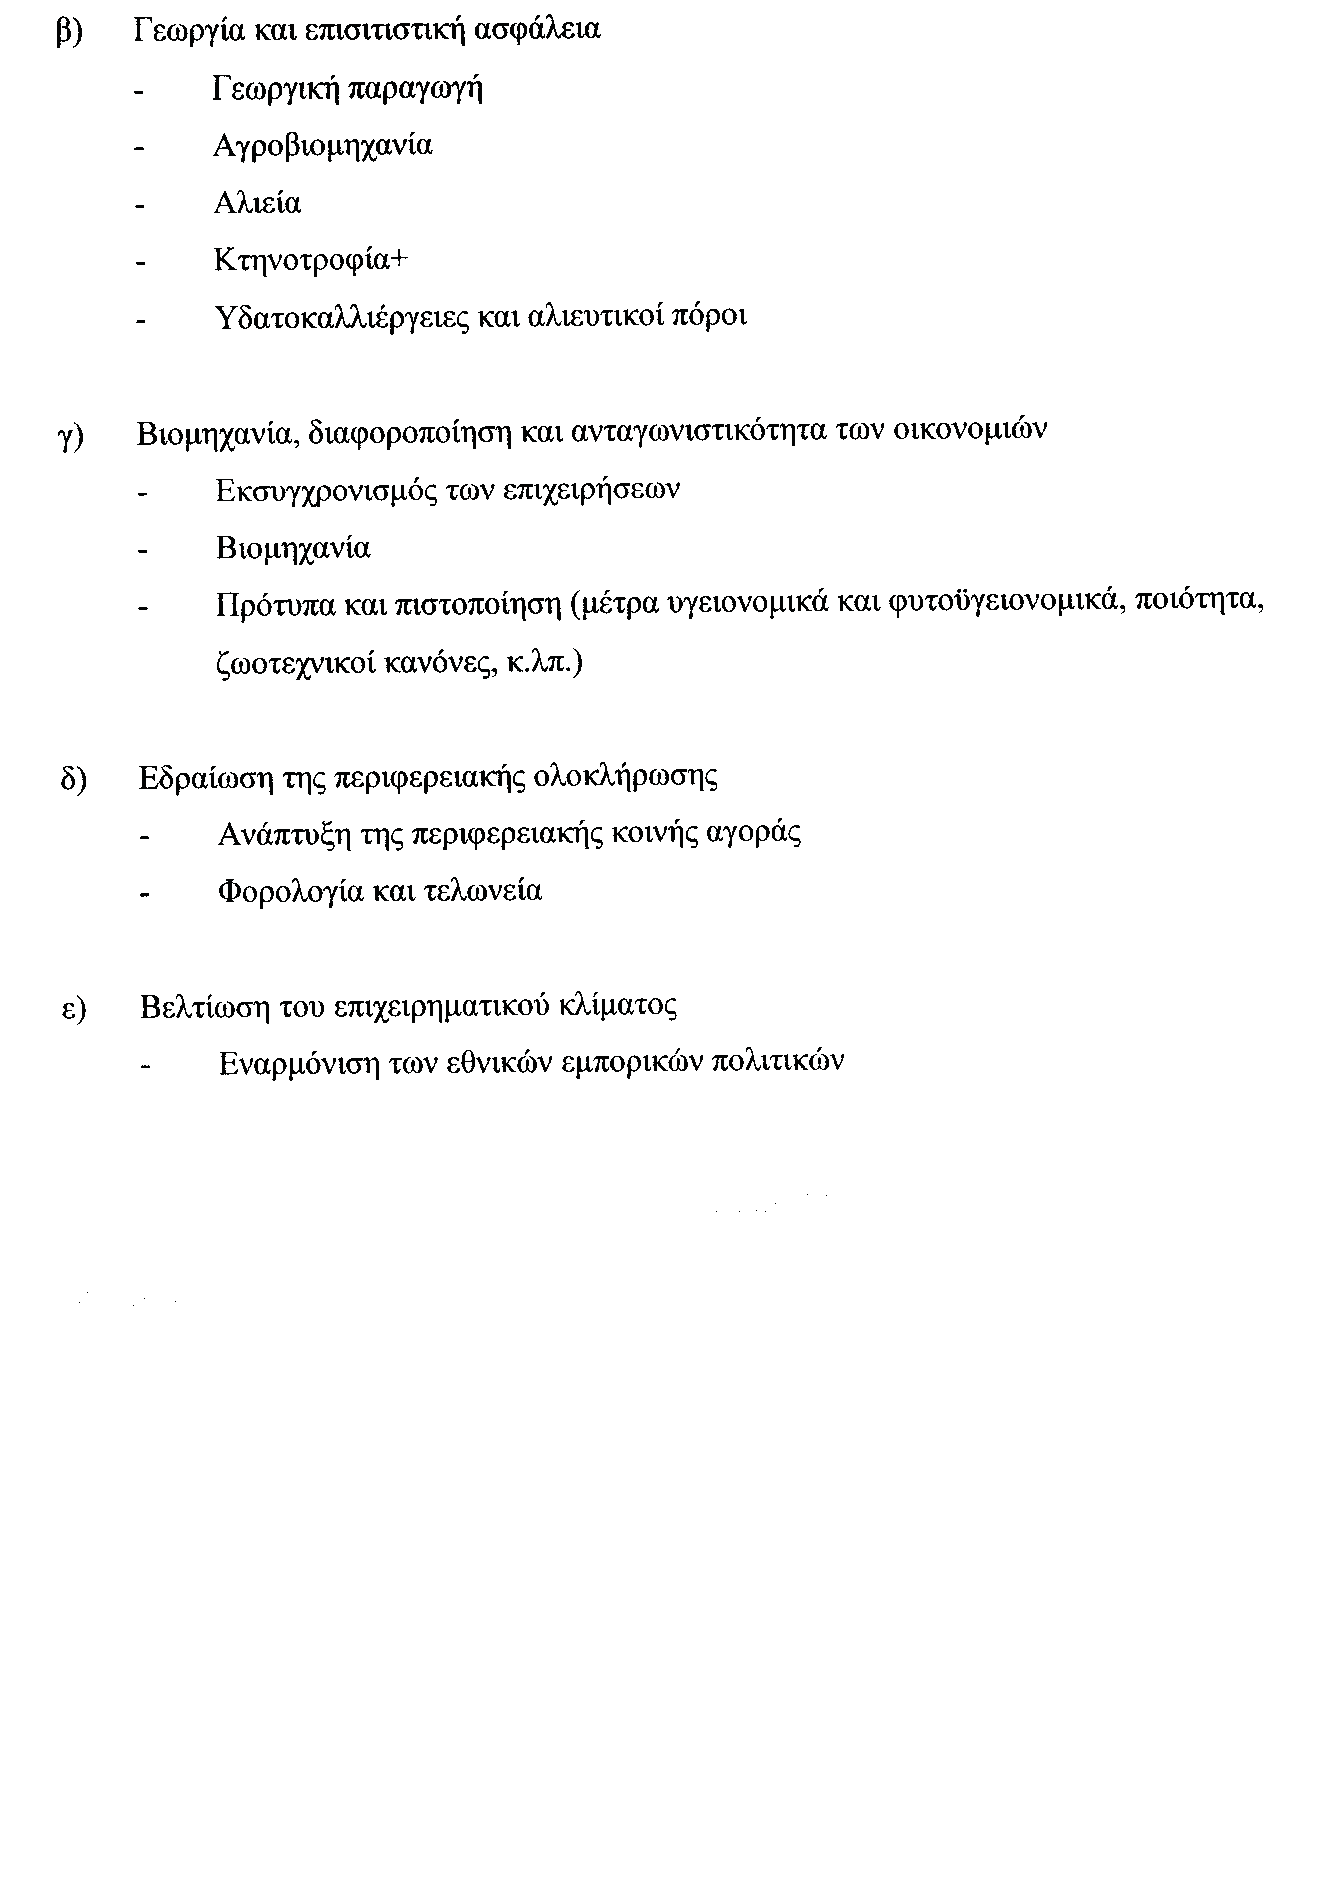 β) Γεωργία και επισιτιστική ασφάλεια
- Γεωργική παραγωγή
- Αγροβιομηχανία
- Αλιεία
- Κτηνοτροφία+
- Υδατοκαλλιέργειες και αλιευτικοί πόροι
γ) Βιομηχανία, διαφοροποίηση και ανταγωνιστικότητα των οικονομιών
- Εκσυγχρονισμός των επιχειρήσεων
- Βιομηχανία
- Πρότυπα και πιστοποίηση (μέτρα υγειονομικά και φυτοϋγειονομικά, ποιότητα,
ζωοτεχνικοί κανόνες, κ.λπ.)
δ) Εδραίωση της περιφερειακής ολοκλήρωσης
- Ανάπτυξη της περιφερειακής κοινής αγοράς
- Φορολογία και τελωνεία
ε) Βελτίωση του επιχειρηματικού κλίματος
- Εναρμόνιση των εθνικών εμπορικών πολιτικών